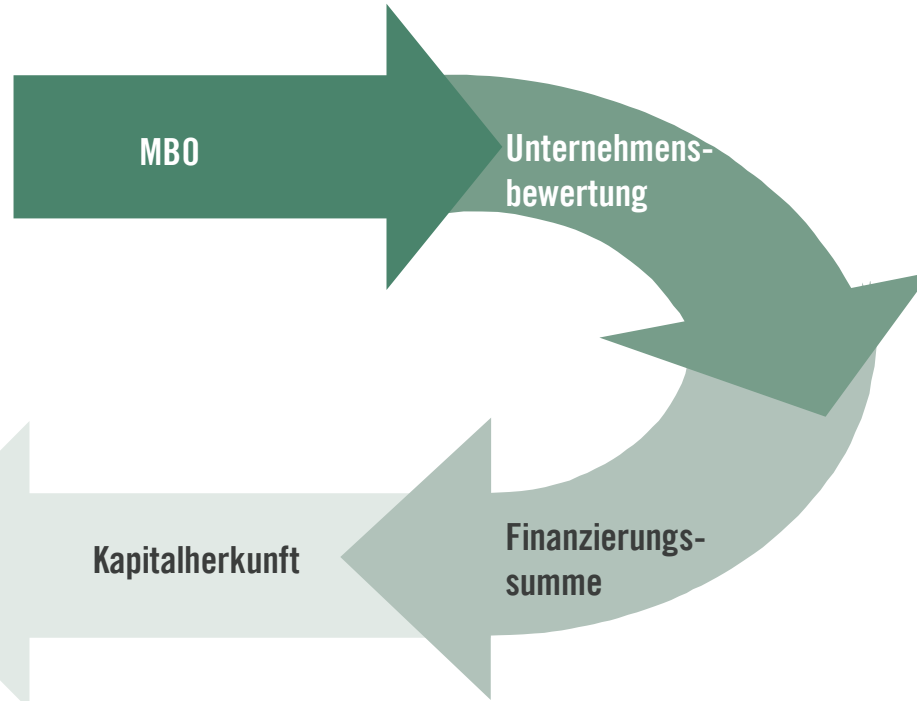 MBO
Unternehmens-
bewertung
Finanzierungs-
summe
Kapitalherkunft